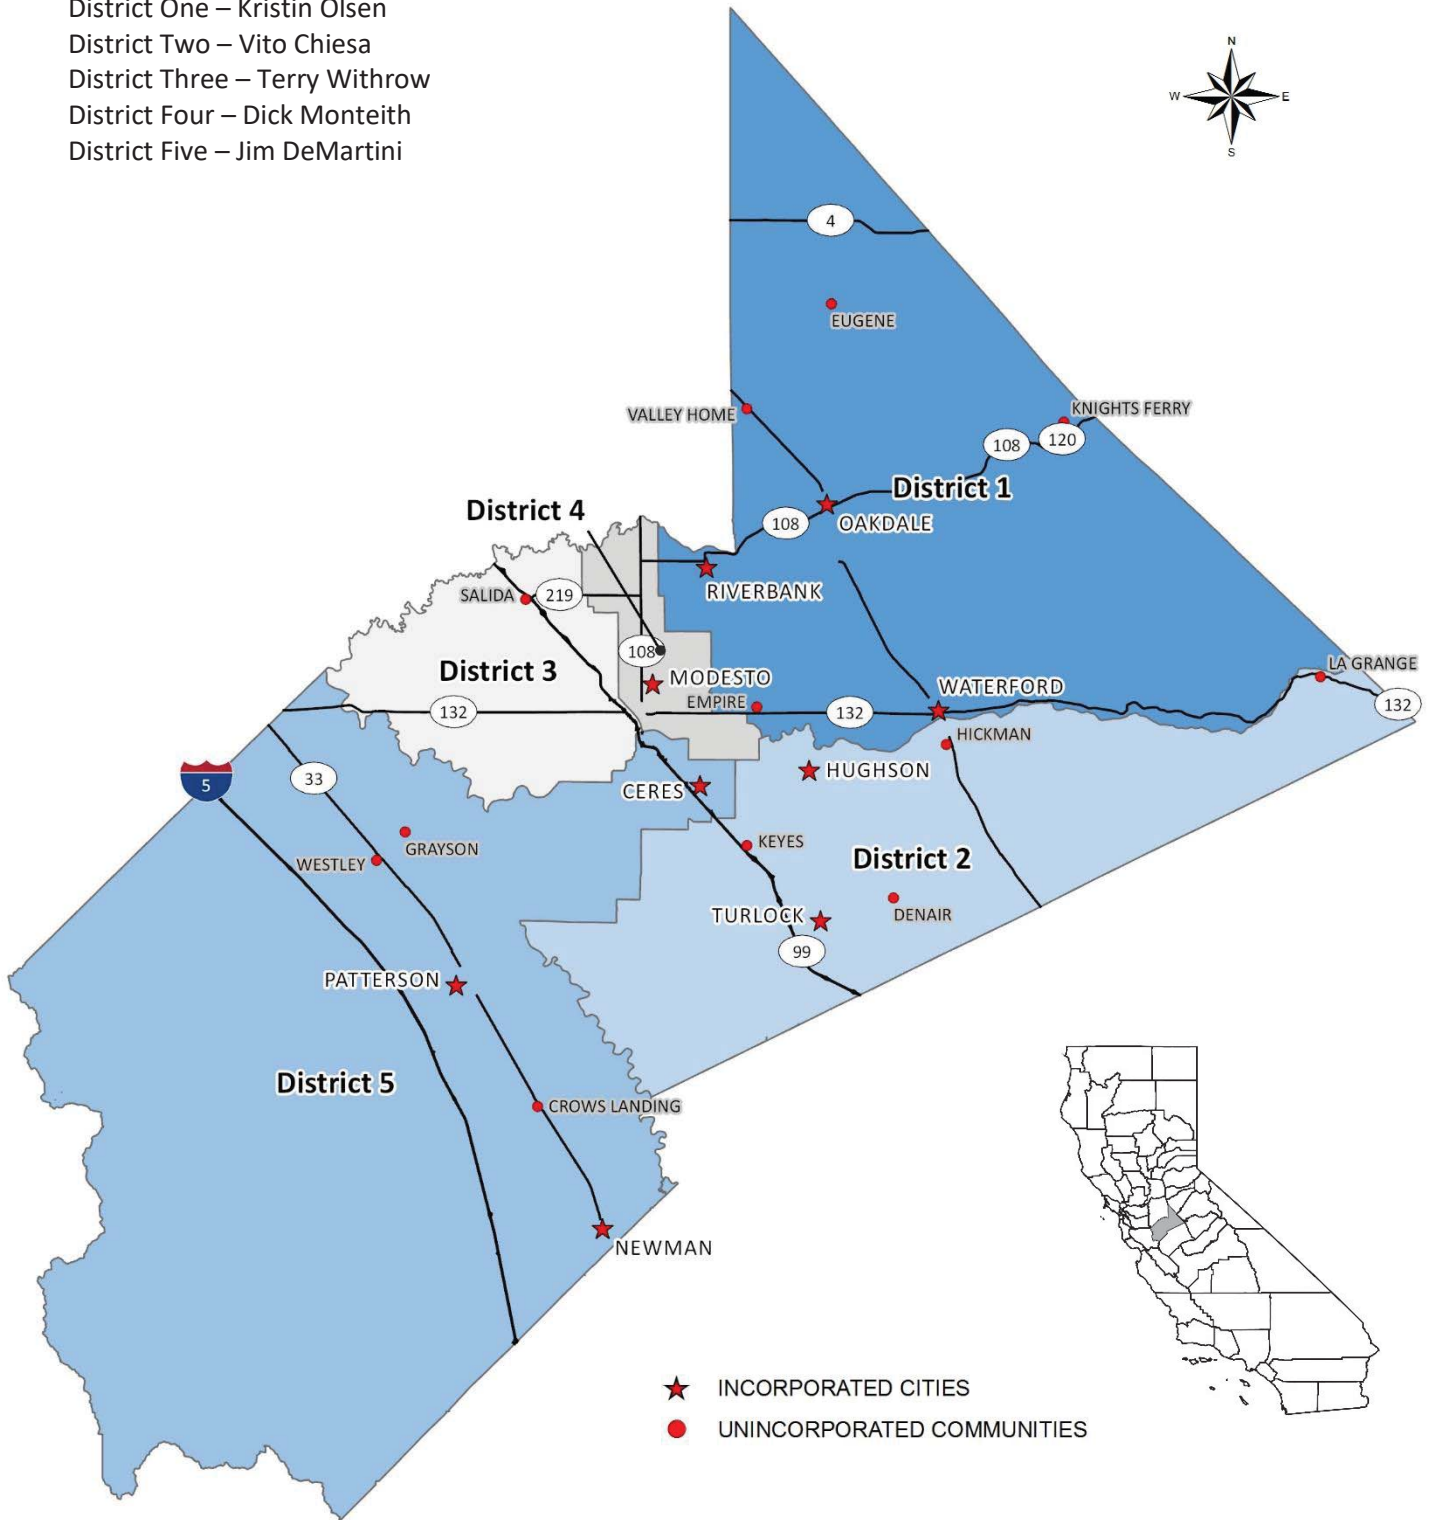 District One – Kristin Olsen
District Two – Vito Chiesa
District Three – Terry Withrow
District Four – Dick Monteith
District Five – Jim DeMartini
N
W
E
S
4
EUGENE
VALLEY HOME
KNIGHTS FERRY
108
120
District 1
District 4
108
OAKDALE
SALIDA
219
RIVERBANK
108
District 3
MODESTO
LA GRANGE
EMPIRE
WATERFORD
132
132
132
HICKMAN
5
33
HUGHSON
CERES
GRAYSON
WESTLEY
KEYES
District 2
TURLOCK
DENAIR
99
PATTERSON
District 5
CROWS LANDING
NEWMAN
INCORPORATED CITIES
UNINCORPORATED COMMUNITIES